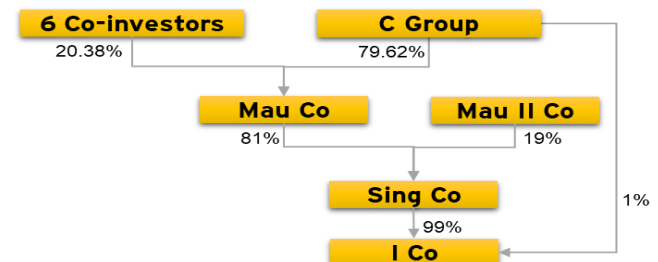 6 Co-investors
C Group
20.38%
79.62%
Mau Co
Mau II Co
81%
19%
Sing Co
1%
99%
I Co